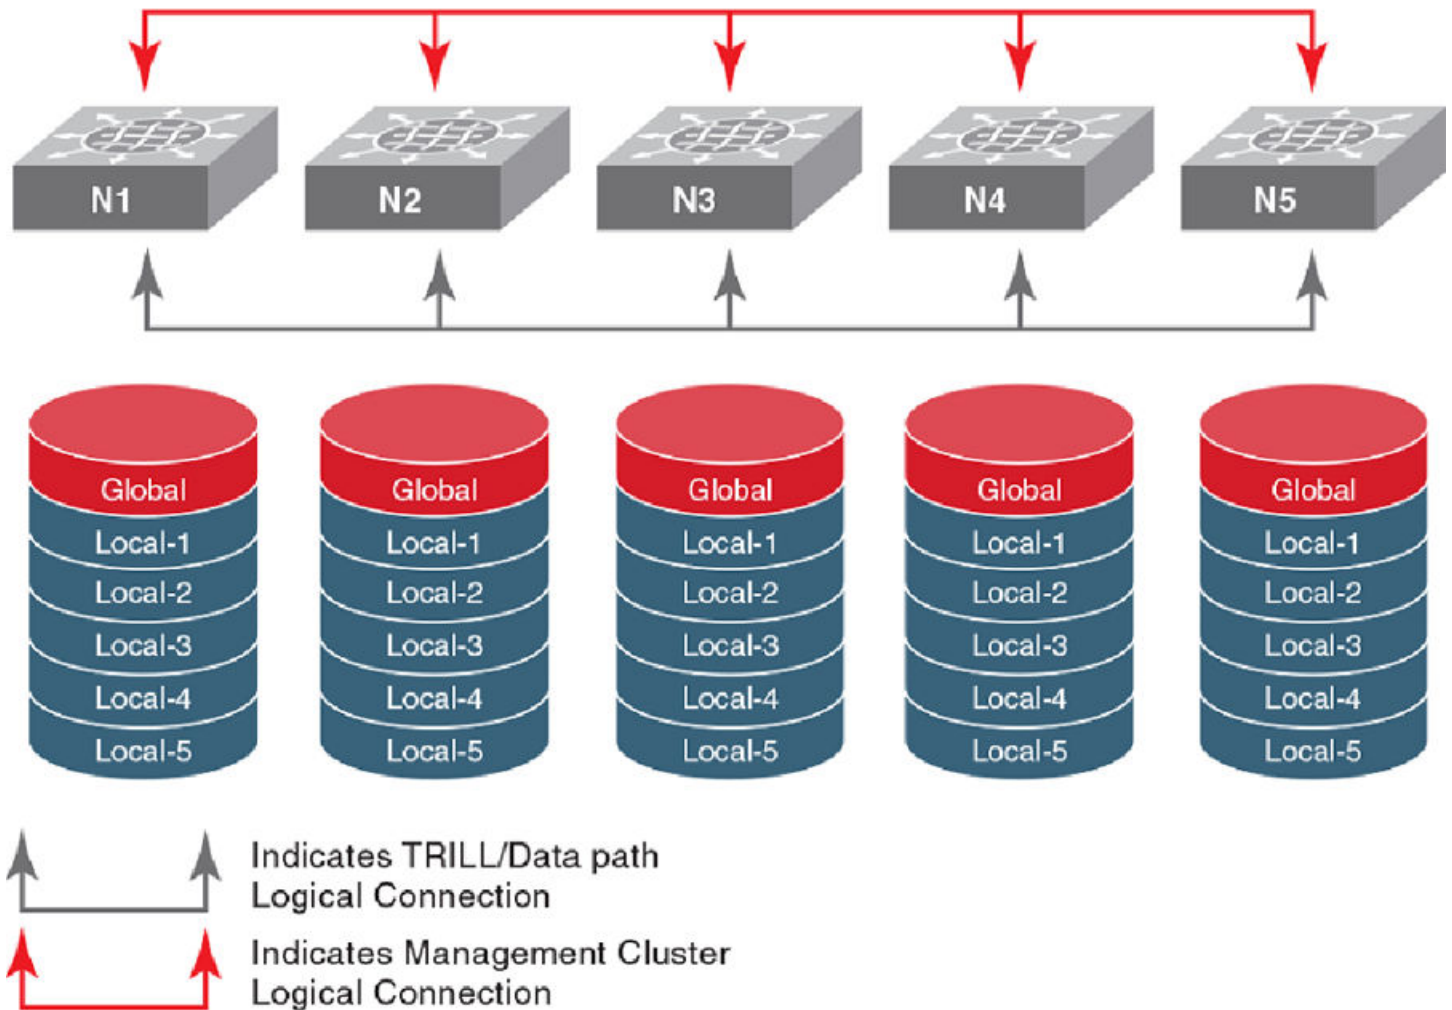 N1 N2 N3 N4 N5
Global Global Global Global Global
Local-1 Local-1 Local-1 Local-1 Local-1
Local-2 Local-2 Local-2 Local-2 Local-2
Local-3 Local-3 Local-3 Local-3 Local-3
Local-4 Local-4 Local-4 Local-4 Local-4
Local-5 Local-5 Local-5 Local-5 Local-5
Indicates TRILL/Data path
Logical Connection
Indicates Management Cluster
Logical Connection